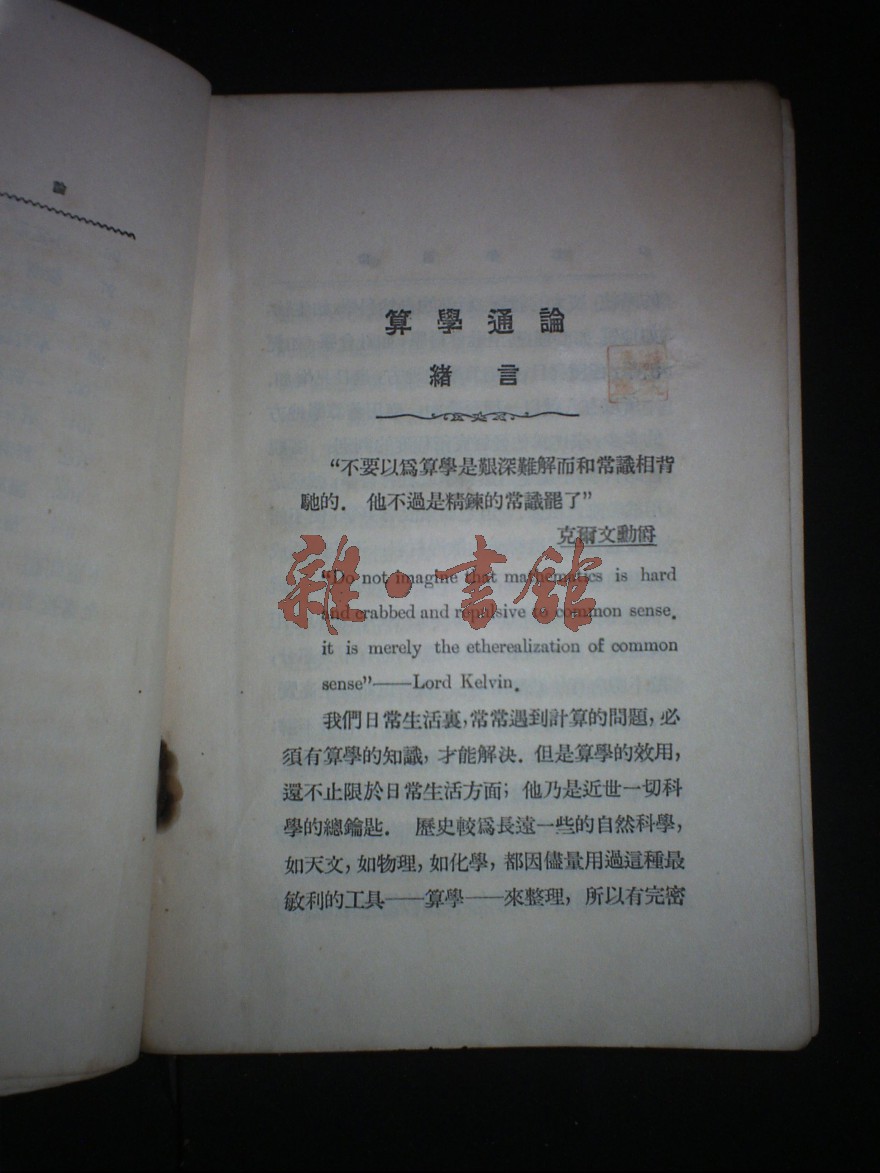 論
算學通論
緒言
“不要以爲算學是艱深難解而和常識相背
馳的． 他不過是精鍊的常識罷了”
克爾文勳爵
“Do not imagine that mathematics is hard
and crabbed and repulsive to common sense.
it is merely the etherealization of common
sense”——Lord Kelvin.
雜·書館
我們日常生活裏，常常遇到計算的問題，必
須有算學的知識，才能解決．但是算學的效用，
還不止限於日常生活方面；他乃是近世一切科
學的總鑰匙． 歷史較爲長遠一些的自然科學，
如天文，如物理，如化學，都因儘量用過這種最
敏利的工具——算學——來整理，所以有完密